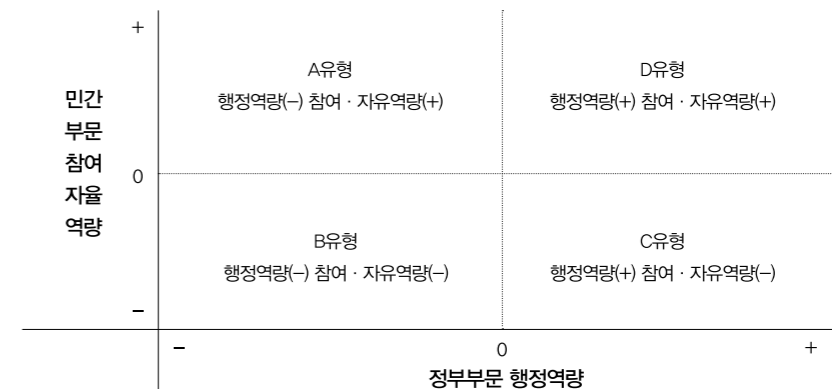 +
A유형
D유형
행정역량(–) 참여 · 자유역량(+)
행정역량(+) 참여 · 자유역량(+)
민간
부문
참여
자율
역량
0
B유형
C유형
행정역량(–) 참여 · 자유역량(–)
행정역량(+) 참여 · 자유역량(–)
–
–
0
+
정부부문 행정역량